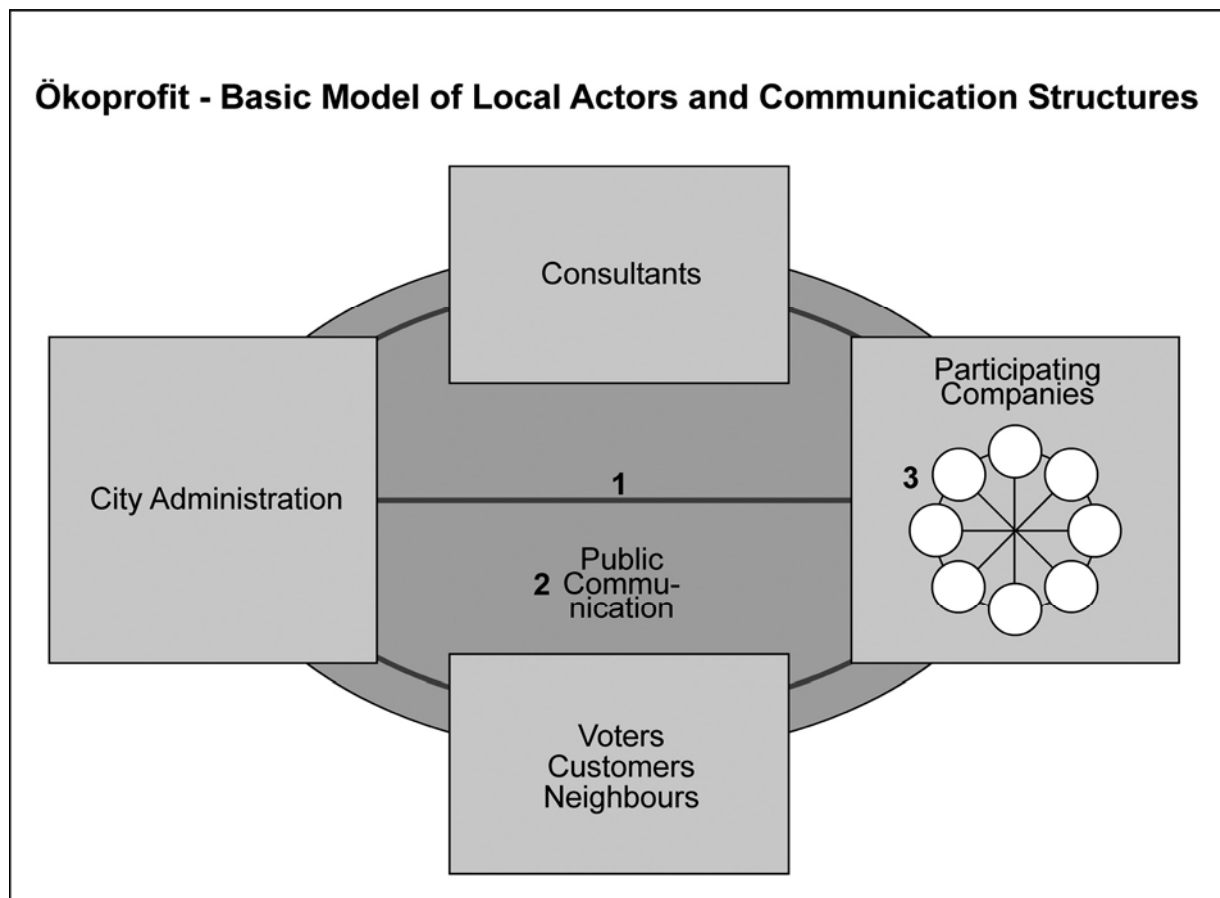 Ökoprofit - Basic Model of Local Actors and Communication Structures
Consultants
City Administration
Participating
Companies
1
3
2
Public
Commu-
nication
Voters
Customers
Neighbours